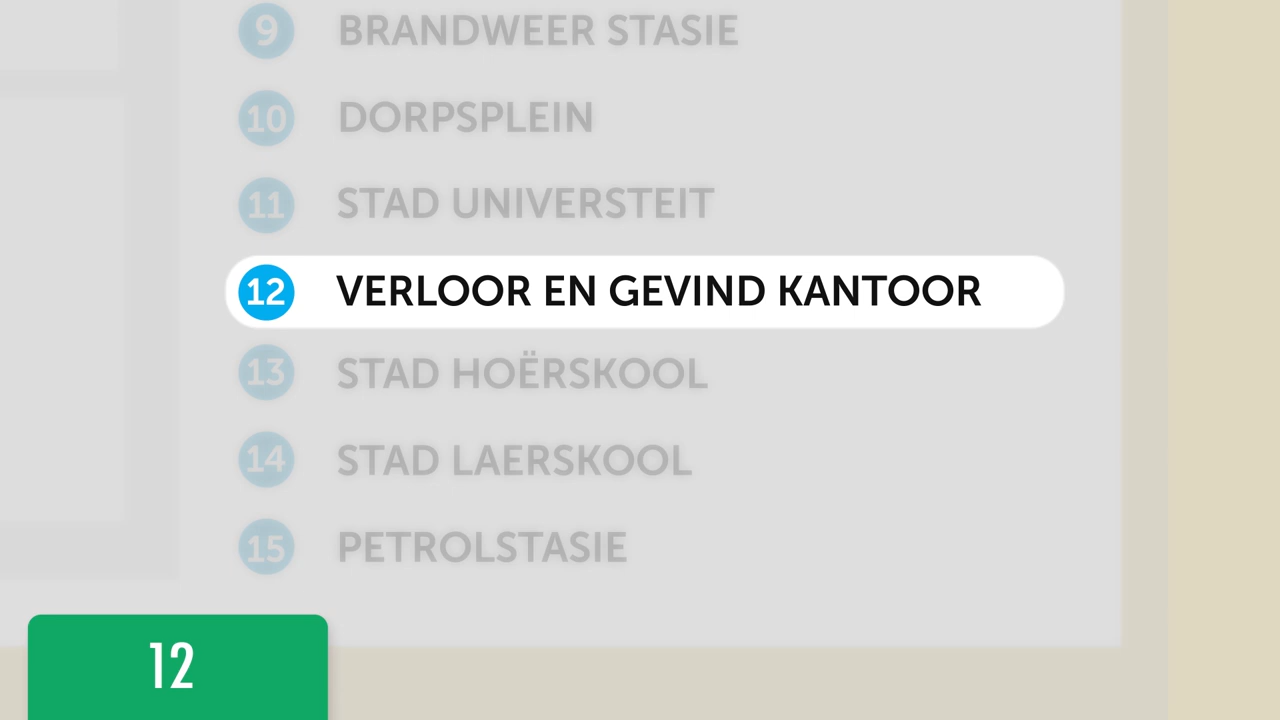 9 BRANDWEER STASIE
10 DORPSPLEIN
11 STAD UNIVERSTEIT
12 VERLOOR EN GEVIND KANTOOR
13 STAD HOËRSKOOL
14 STAD LAERSKOOL
15 PETROLSTASIE
12